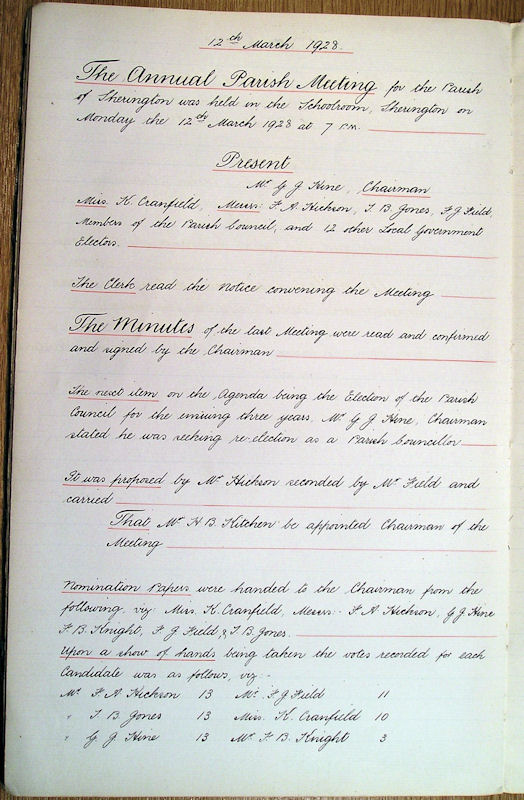 12th March 1928.
The Annual Parish Meeting for the Parish
of Sherington was held in the Schoolroom, Sherington on
Monday the 12th March 1928 at 7 P.M.
Present
Mr G J Hine, Chairman
Miss K. Cranfield, Messrs: F. A. Hickson, T. B. Jones, F. J. Field,
Members of the Parish Council, and 12 other Local Government
Electors.
The Clerk read the Notice convening the Meeting
The Minutes of the last Meeting were read and confirmed
and signed by the Chairman
The next item on the Agenda being the Election of the Parish
Council for the ensuing three years, Mr G J Hine, Chairman
stated he was seeking re-election as a Parish Councillor
It was proposed by Mr Hickson seconded by Mr Field and
carried
That Mr H B. Kitchen be appointed Chairman of the
Meeting
Nomination Papers were handed to the Chairman from the
following, viz: Miss K. Cranfield, Messrs:- F. A. Hickson, G J Hine
F. B. Knight, F. J. Field & T. B. Jones.
Upon a show of hands being taken the votes recorded for each
Candidate was as follows, viz:-
Mr F. A. Hickson 13 Mr. F J Field 11
" T. B. Jones 13 Miss. K. Cranfield 10
" G J Hine 13 Mr F. B. Knight 3